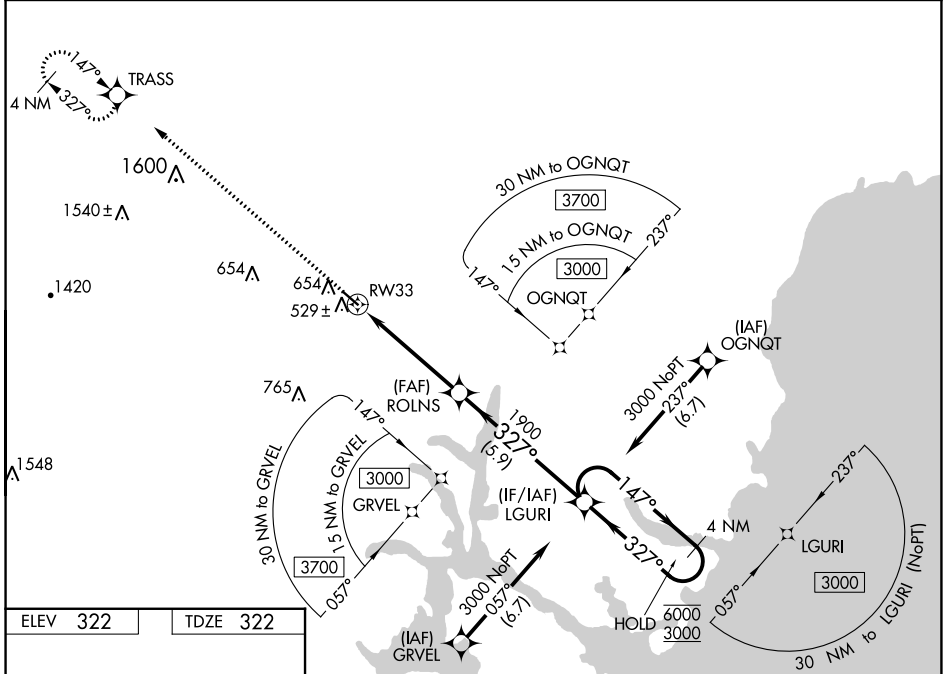 147°
TRASS
4 NM
327°
1600
1540 ±
1420
654
654
RW33
529 ±
30 NM to OGNQT
3700
15 NM to OGNQT
3000
147°
237°
OGNQT
(IAF)
OGNQT
3000 NoPT
237°
(6.7)
(FAF)
ROLNS
765
1548
1900
327°
(5.9)
30 NM to GRVEL
15 NM to GRVEL
147°
3000
GRVEL
3700
057°
(IF/IAF)
LGURI
147°
4 NM
327°
HOLD
6000
3000
237°
LGURI
3000
057°
30 NM to LGURI (NoPT)
3000 NoPT
057°
(6.7)
(IAF)
GRVEL
ELEV 322
TDZE 322